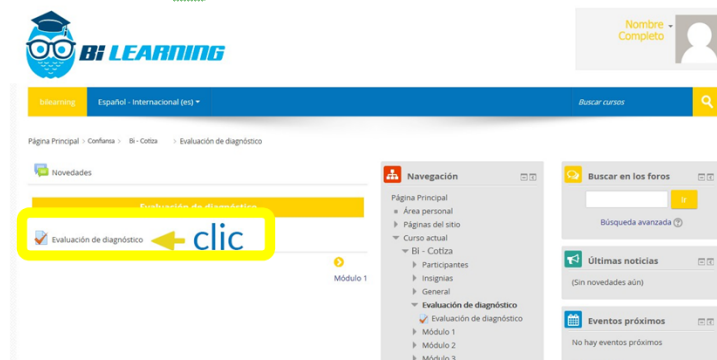 Bi LEARNING
Nombre
Completo
bilearning
Español - Internacional (es)
Buscar cursos
Página Principal > Confiansa > Bi - Cotiza > Evaluación de diagnóstico
Novedades
Evaluación de diagnóstico
Evaluación de diagnóstico
clic
Módulo 1
Navegación
Página Principal
Área personal
Páginas del sitio
Curso actual
Bi - Cotiza
Participantes
Insignias
General
Evaluación de diagnóstico
Evaluación de diagnóstico
Módulo 1
Módulo 2
Módulo 3
Buscar en los foros
Ir
Búsqueda avanzada
Últimas noticias
(Sin novedades aún)
Eventos próximos
No hay eventos próximos